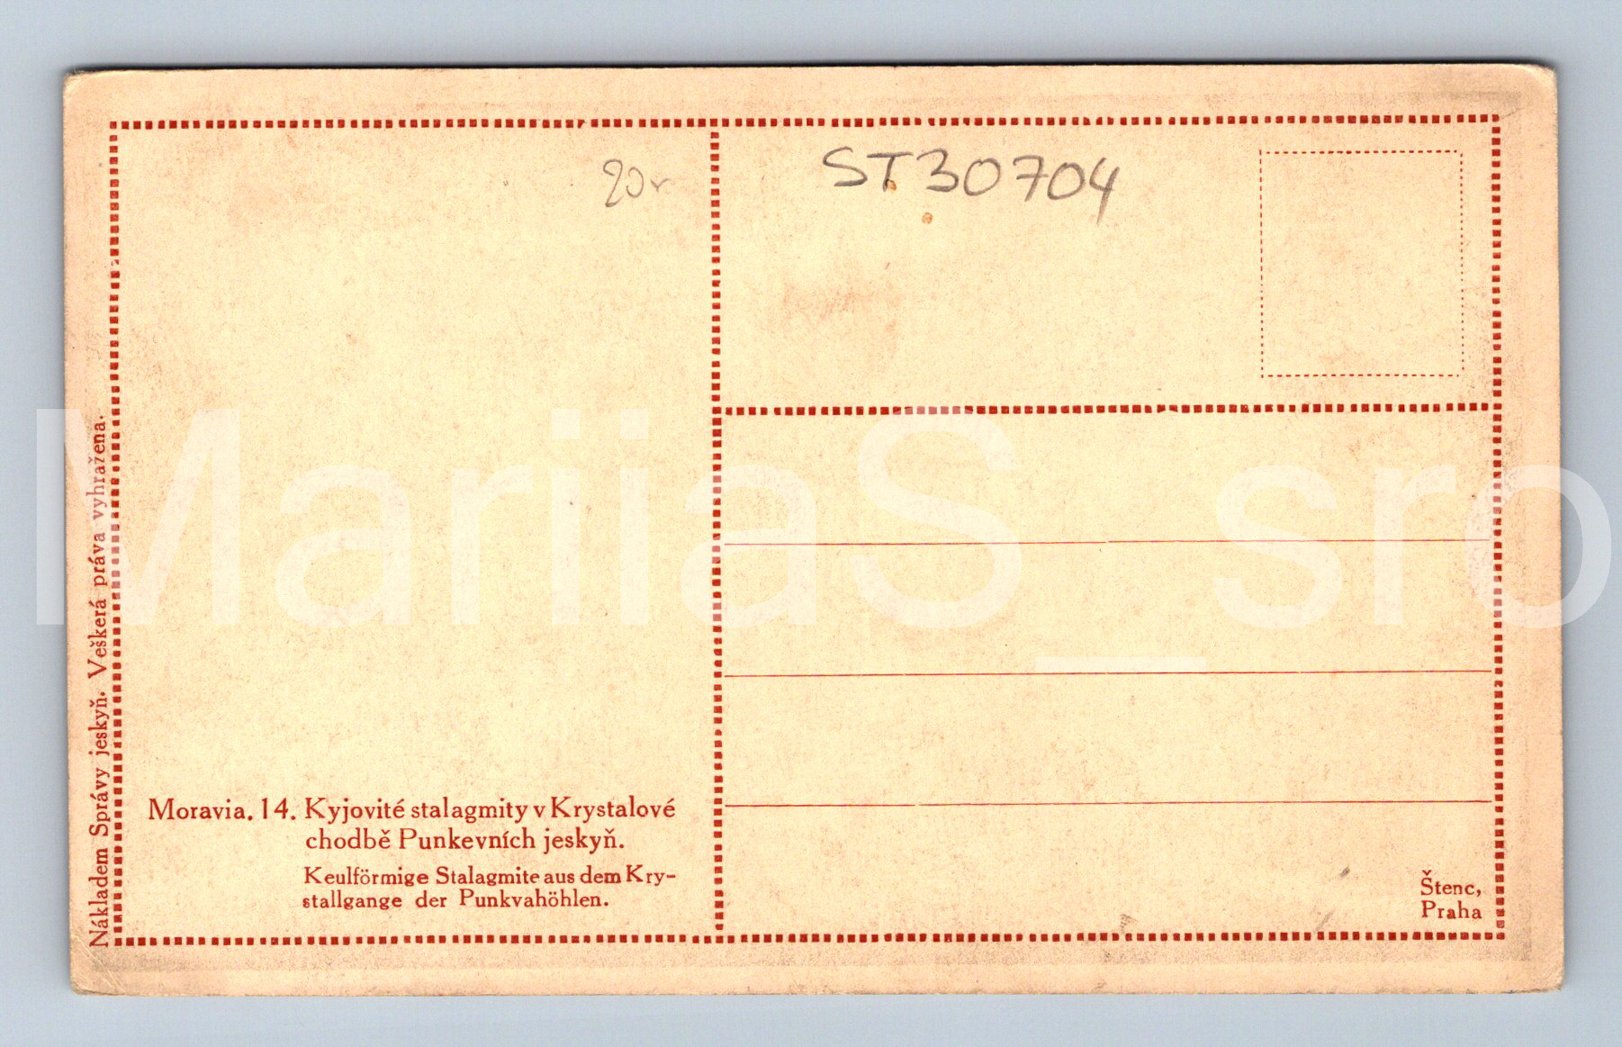 20,-
ST30704
Nákladem Správy jeskyň. Veškerá práva vyhražena.
Moravia. 14. Kyjovité stalagmity v Krystalové
chodbě Punkevních jeskyň.
Keulförmige Stalagmite aus dem Kry-
stallgange der Punkvahöhlen.
Štenc,
Praha
MariiaS_sro